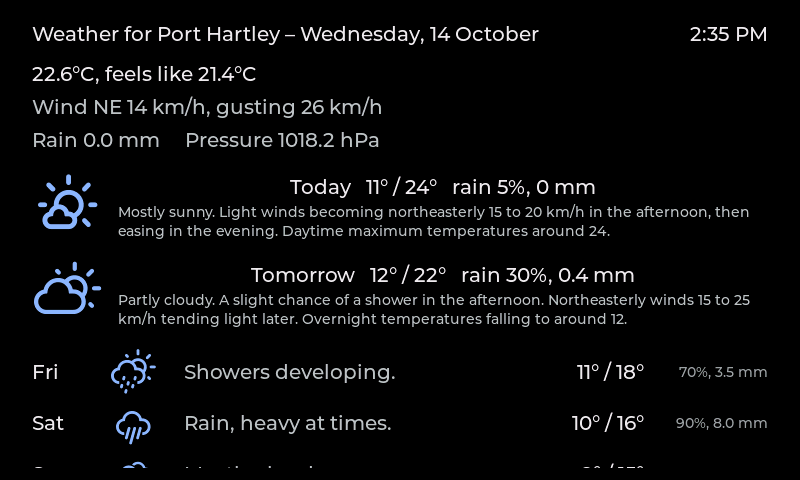 Weather for Port Hartley – Wednesday, 14 October 2:35 PM
22.6°C, feels like 21.4°C
Wind NE 14 km/h, gusting 26 km/h
Rain 0.0 mm Pressure 1018.2 hPa
Today 11° / 24° rain 5%, 0 mm
Mostly sunny. Light winds becoming northeasterly 15 to 20 km/h in the afternoon, then
easing in the evening. Daytime maximum temperatures around 24.
Tomorrow 12° / 22° rain 30%, 0.4 mm
Partly cloudy. A slight chance of a shower in the afternoon. Northeasterly winds 15 to 25
km/h tending light later. Overnight temperatures falling to around 12.
Fri Showers developing. 11° / 18° 70%, 3.5 mm
Sat Rain, heavy at times. 10° / 16° 90%, 8.0 mm